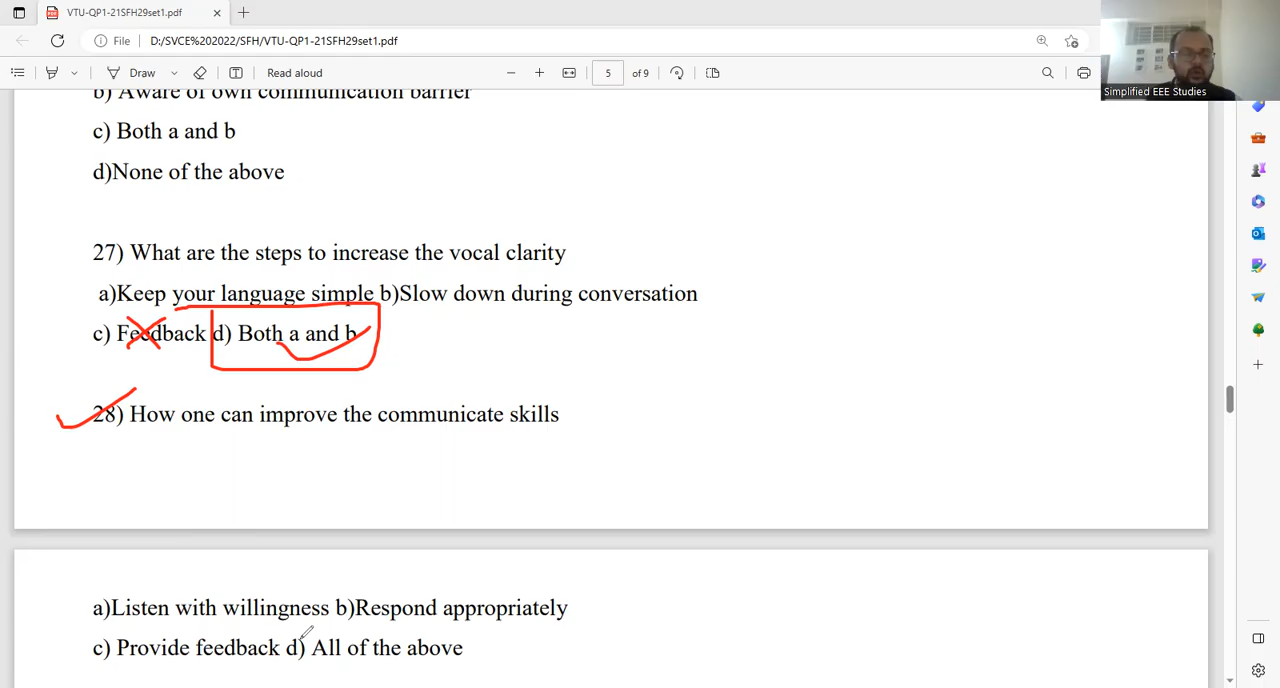 VTU-QP1-21SFH29set1.pdf
File D:/SVCE%202022/SFH/VTU-QP1-21SFH29set1.pdf
Draw Read aloud 5 of 9
Simplified EEE Studies
b) Aware of own communication barrier
c) Both a and b
d)None of the above
27) What are the steps to increase the vocal clarity
a)Keep your language simple b)Slow down during conversation
c) Feedback d) Both a and b
28) How one can improve the communicate skills
a)Listen with willingness b)Respond appropriately
c) Provide feedback d) All of the above